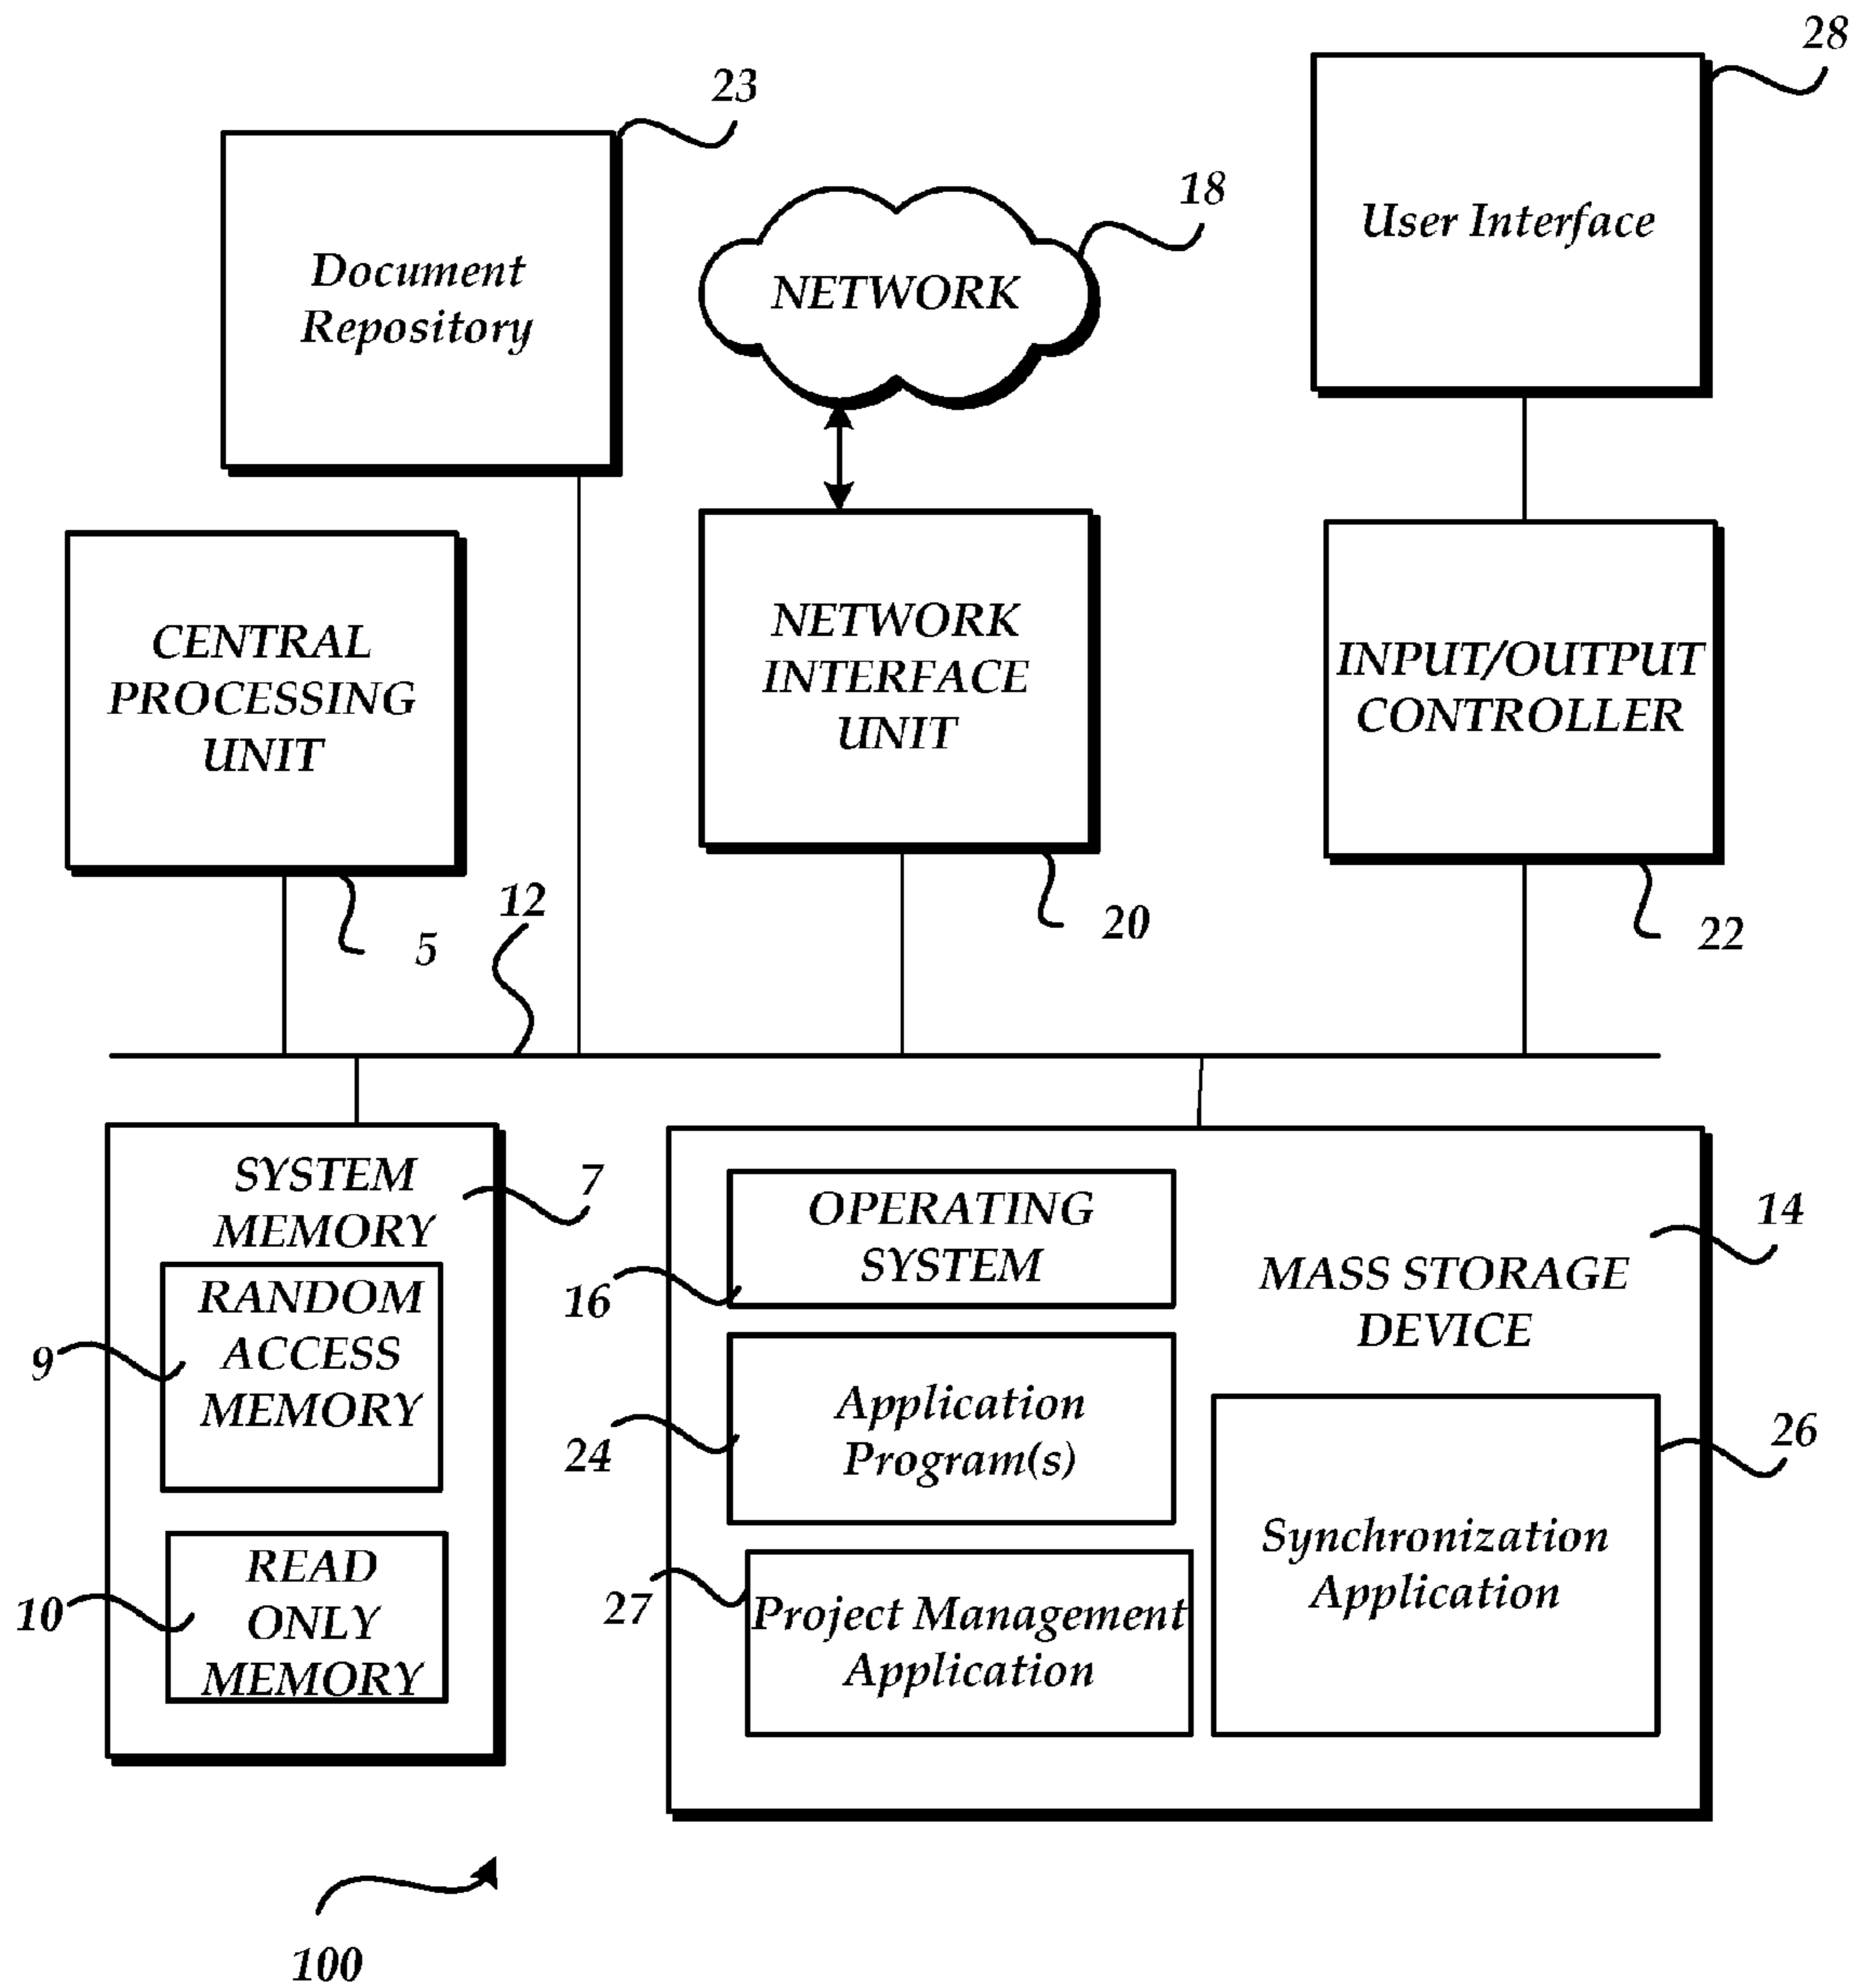 28
23
18
User Interface
Document
Repository
NETWORK
CENTRAL
PROCESSING
UNIT
NETWORK
INTERFACE
UNIT
INPUT/OUTPUT
CONTROLLER
12
5
20
22
SYSTEM
MEMORY
7
RANDOM
ACCESS
MEMORY
9
READ
ONLY
MEMORY
10
OPERATING
SYSTEM
16
14
MASS STORAGE
DEVICE
Application
Program(s)
24
26
Synchronization
Application
27
Project Management
Application
100